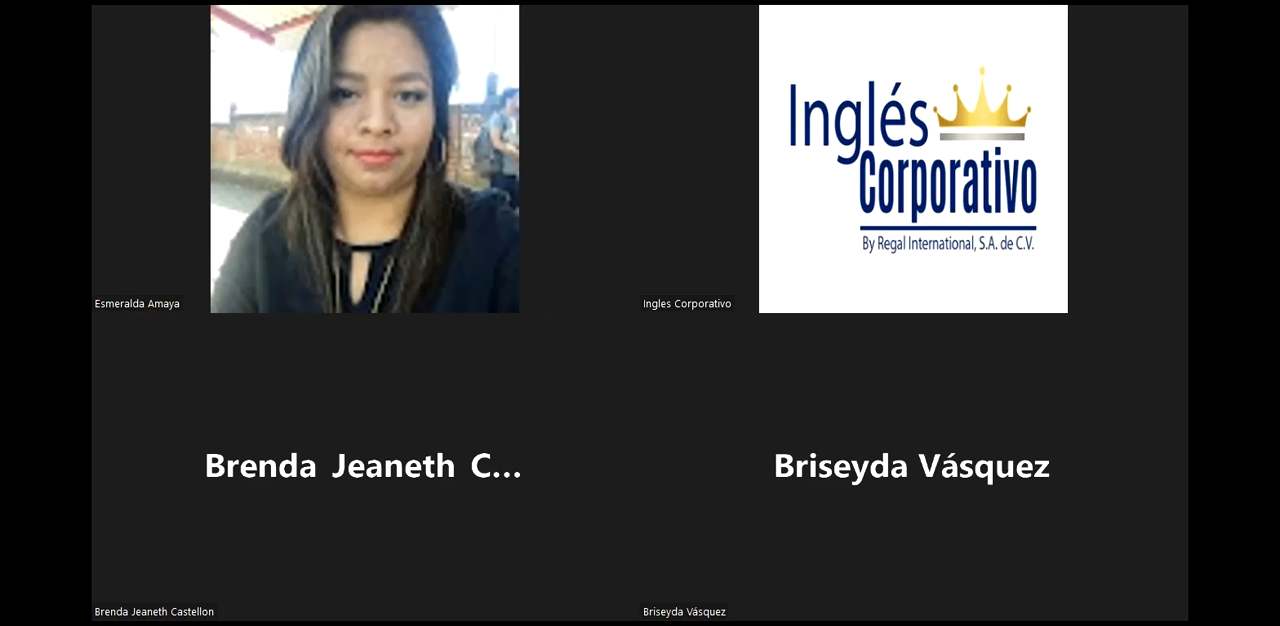 Inglés
Corporativo
By Regal International, S.A. de C.V.
Esmeralda Amaya
Ingles Corporativo
Brenda Jeaneth C...
Briseyda Vásquez
Brenda Jeaneth Castellon
Briseyda Vásquez